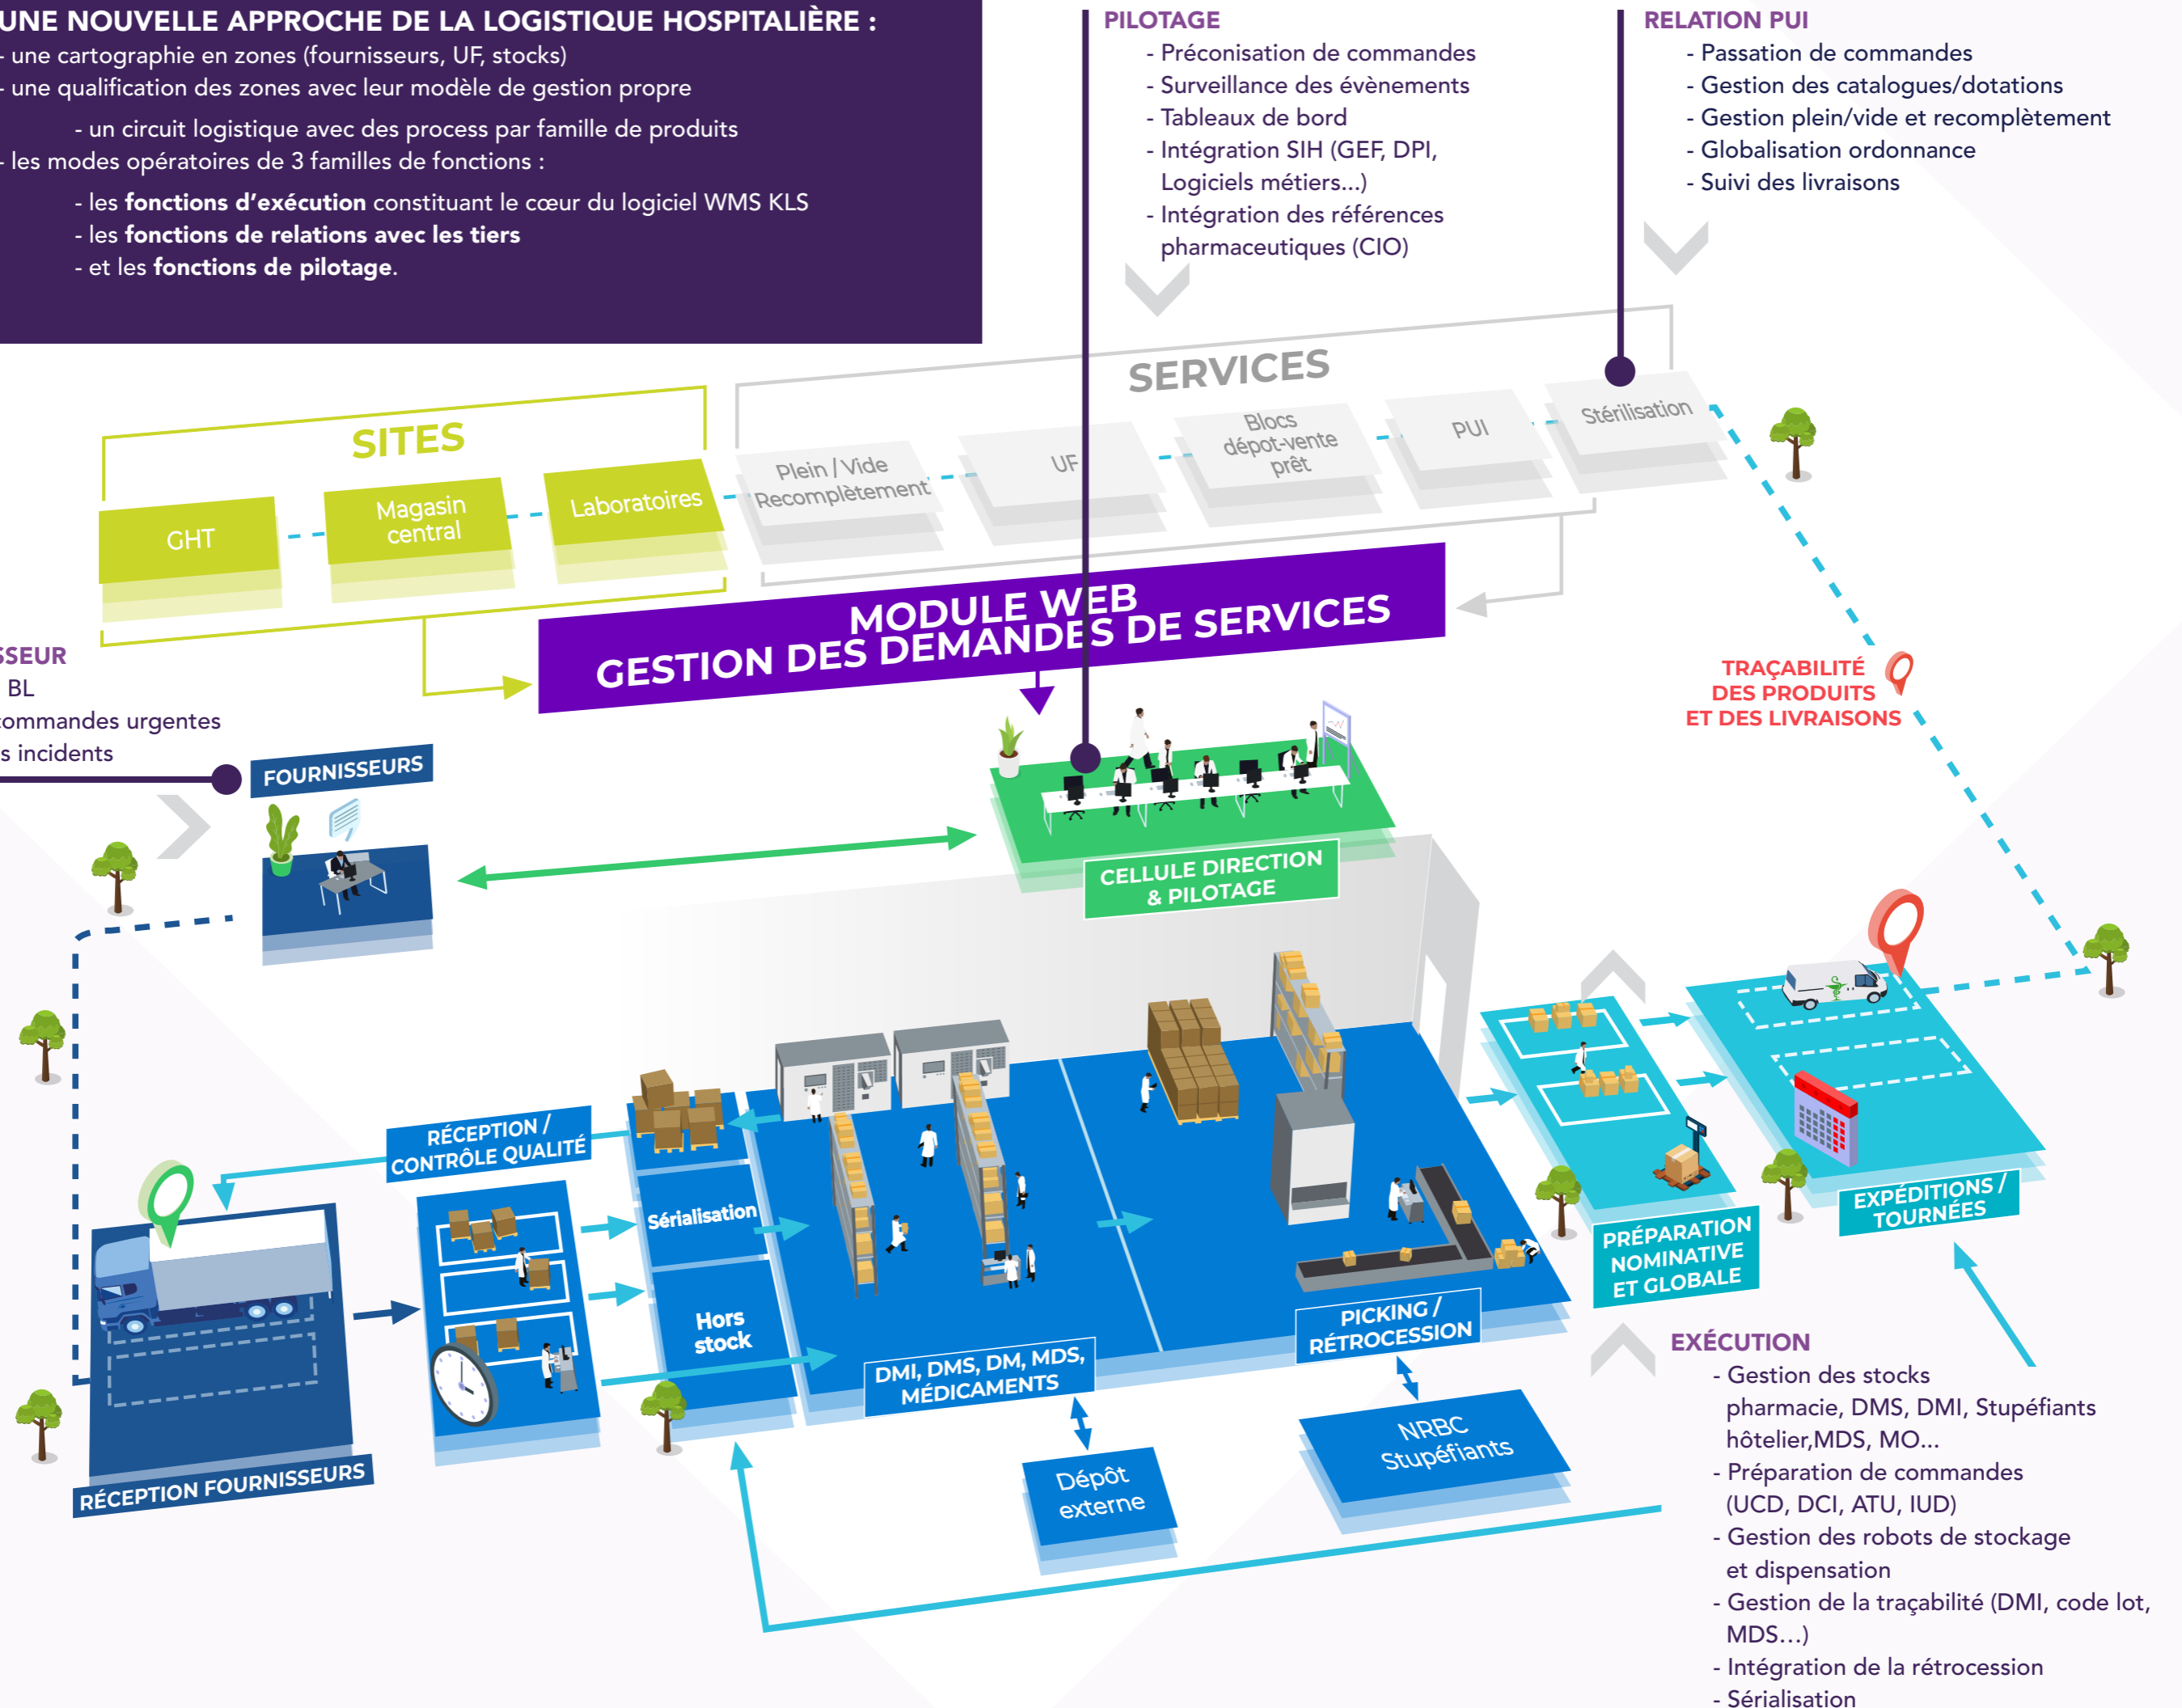 UNE NOUVELLE APPROCHE DE LA LOGISTIQUE HOSPITALIÈRE :
- une cartographie en zones (fournisseurs, UF, stocks)
- une qualification des zones avec leur modèle de gestion propre
- un circuit logistique avec des process par famille de produits
- les modes opératoires de 3 familles de fonctions :
- les fonctions d'exécution constituant le cœur du logiciel WMS KLS
- les fonctions de relations avec les tiers
- et les fonctions de pilotage.
PILOTAGE
- Préconisation de commandes
- Surveillance des évènements
- Tableaux de bord
- Intégration SIH (GEF, DPI,
Logiciels métiers...)
- Intégration des références
pharmaceutiques (CIO)
RELATION PUI
- Passation de commandes
- Gestion des catalogues/dotations
- Gestion plein/vide et recomplètement
- Globalisation ordonnance
- Suivi des livraisons
SERVICES
SITES
GHT
Magasin
central
Laboratoires
Plein / Vide
Recomplètement
UF
Blocs
dépot-vente
prêt
PUI
Stérilisation
MODULE WEB
GESTION DES DEMANDES DE SERVICES
SSEUR
BL
commandes urgentes
s incidents
FOURNISSEURS
TRAÇABILITÉ
DES PRODUITS
ET DES LIVRAISONS
CELLULE DIRECTION
& PILOTAGE
RÉCEPTION /
CONTRÔLE QUALITÉ
Sérialisation
Hors
stock
DMI, DMS, DM, MDS,
MÉDICAMENTS
PICKING /
RÉTROCESSION
PRÉPARATION
NOMINATIVE
ET GLOBALE
EXPÉDITIONS /
TOURNÉES
RÉCEPTION FOURNISSEURS
Dépôt
externe
NRBC
Stupéfiants
EXÉCUTION
- Gestion des stocks
pharmacie, DMS, DMI, Stupéfiants
hôtelier,MDS, MO...
- Préparation de commandes
(UCD, DCI, ATU, IUD)
- Gestion des robots de stockage
et dispensation
- Gestion de la traçabilité (DMI, code lot,
MDS...)
- Intégration de la rétrocession
- Sérialisation